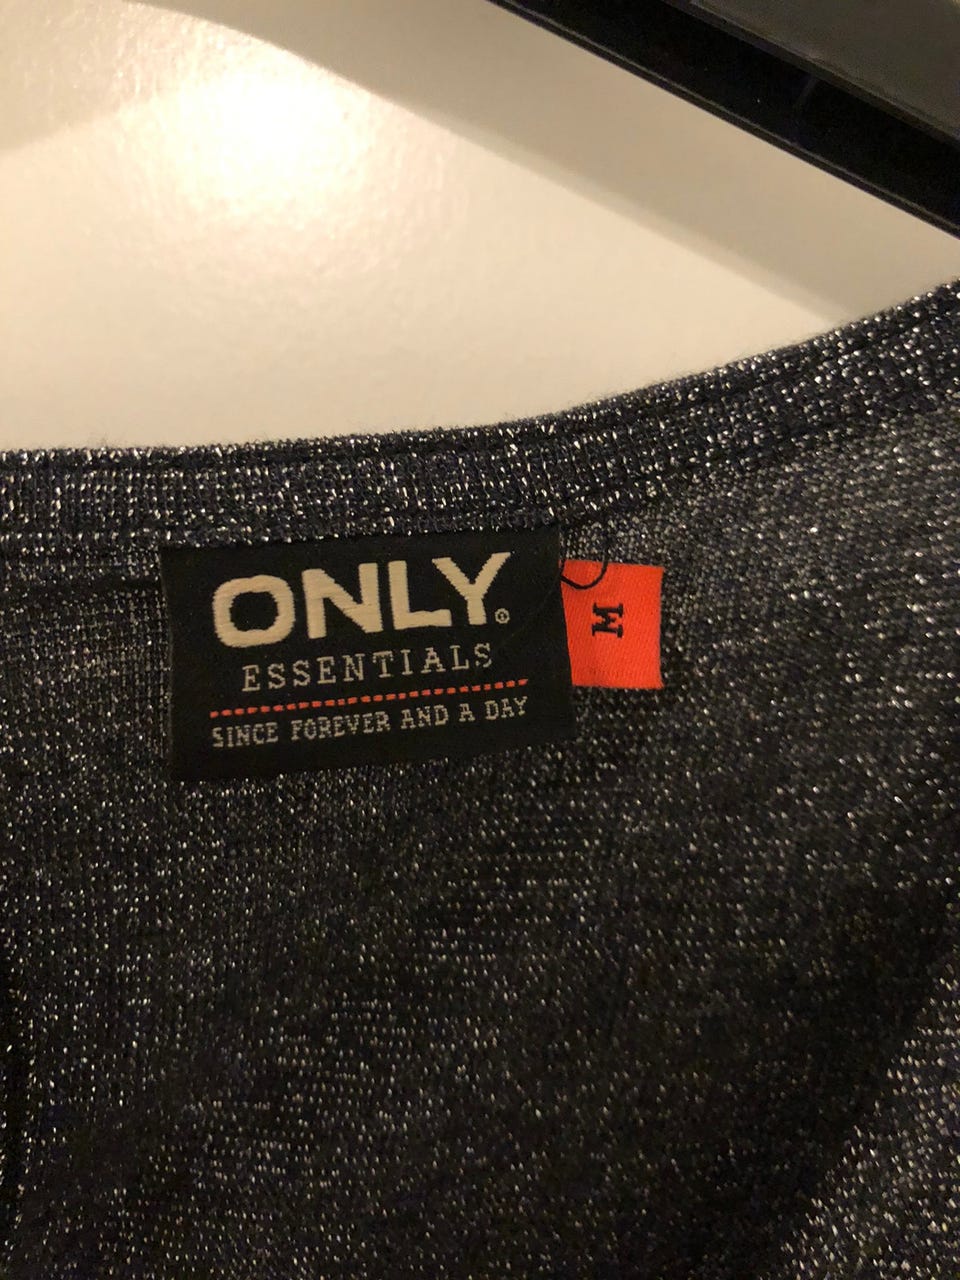 ONLY®
ESSENTIALS
SINCE FOREVER AND A DAY
M